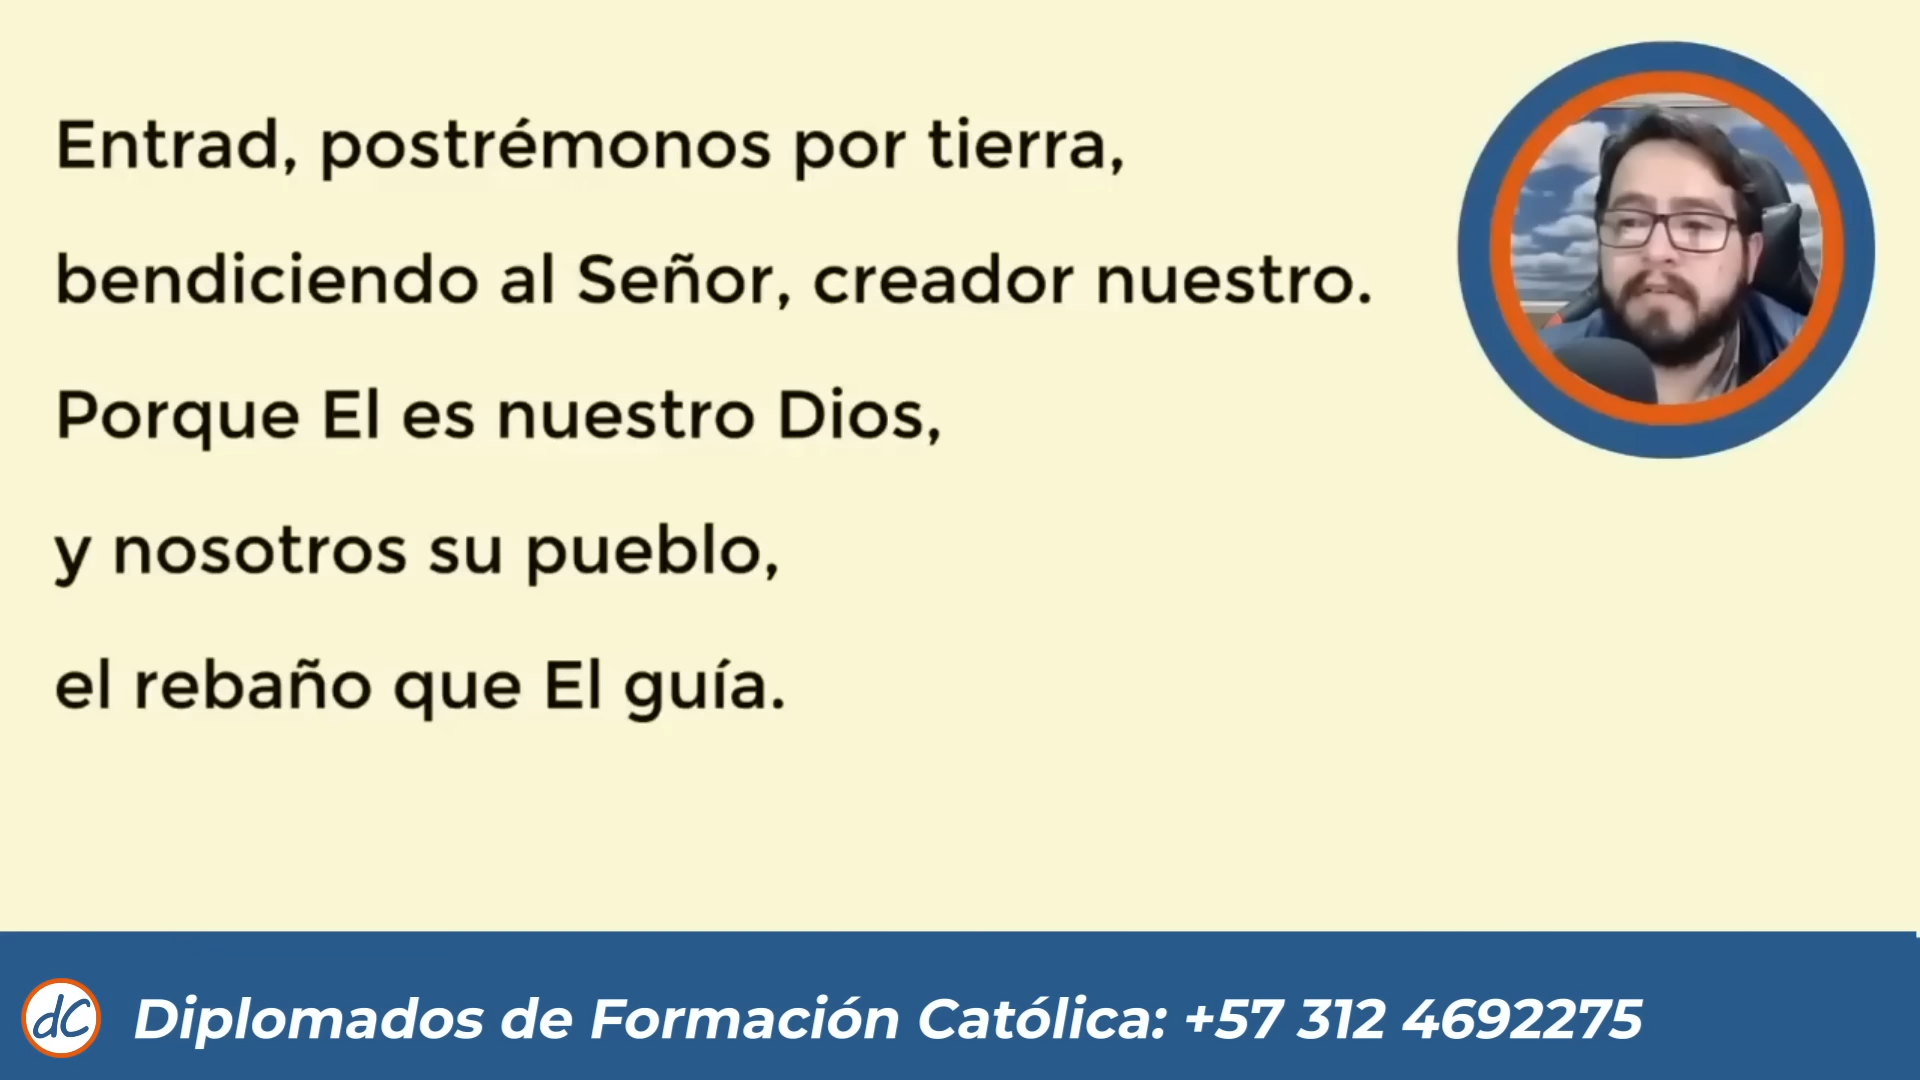 Entrad, postrémonos por tierra,
bendiciendo al Señor, creador nuestro.
Porque El es nuestro Dios,
y nosotros su pueblo,
el rebaño que El guía.
dC Diplomados de Formación Católica: +57 312 4692275